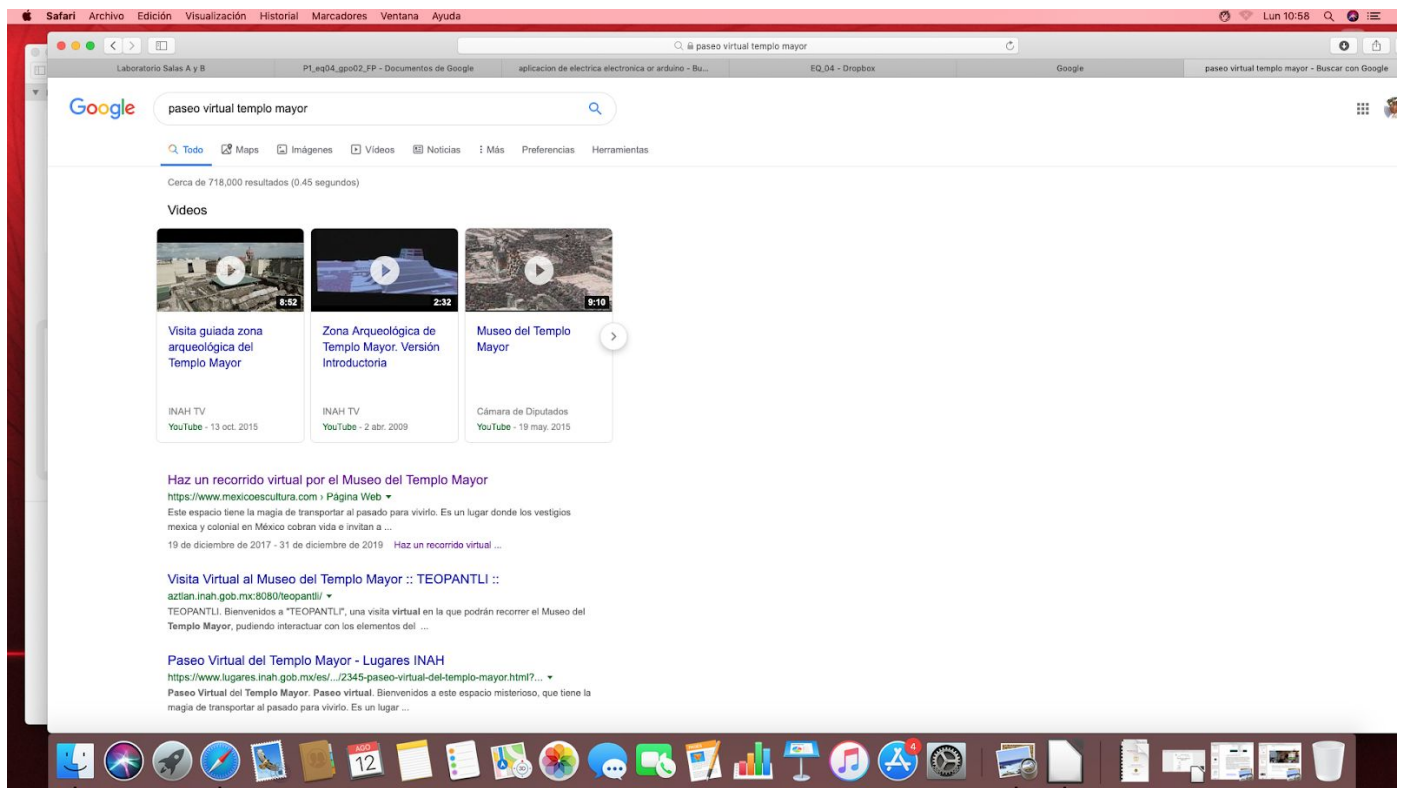 Safari Archivo Edición Visualización Historial Marcadores Ventana Ayuda Lun 10:58
paseo virtual templo mayor
Laboratorio Salas A y B P1_eq04_gpo02_FP - Documentos de Google aplicacion de electrica electronica or arduino - Bu... EQ_04 - Dropbox Google paseo virtual templo mayor - Buscar con Google
Google paseo virtual templo mayor
Todo Maps Imágenes Vídeos Noticias Más Preferencias Herramientas
Cerca de 718,000 resultados (0.45 segundos)
Videos
8:52 2:32 9:10
Visita guiada zona
arqueológica del
Templo Mayor
INAH TV
YouTube - 13 oct. 2015
Zona Arqueológica de
Templo Mayor. Versión
Introductoria
INAH TV
YouTube - 2 abr. 2009
Museo del Templo
Mayor
Cámara de Diputados
YouTube - 19 may. 2015
Haz un recorrido virtual por el Museo del Templo Mayor
https://www.mexicoescultura.com › Página Web
Este espacio tiene la magia de transportar al pasado para vivirlo. Es un lugar donde los vestigios
mexica y colonial en México cobran vida e invitan a ...
19 de diciembre de 2017 - 31 de diciembre de 2019 Haz un recorrido virtual ...
Visita Virtual al Museo del Templo Mayor :: TEOPANTLI ::
aztlan.inah.gob.mx:8080/teopantli/
TEOPANTLI. Bienvenidos a "TEOPANTLI", una visita virtual en la que podrán recorrer el Museo del
Templo Mayor, pudiendo interactuar con los elementos del ...
Paseo Virtual del Templo Mayor - Lugares INAH
https://www.lugares.inah.gob.mx/es/.../2345-paseo-virtual-del-templo-mayor.html?...
Paseo Virtual del Templo Mayor. Paseo virtual. Bienvenidos a este espacio misterioso, que tiene la
magia de transportar al pasado para vivirlo. Es un lugar ...
AGO
12
3D
4